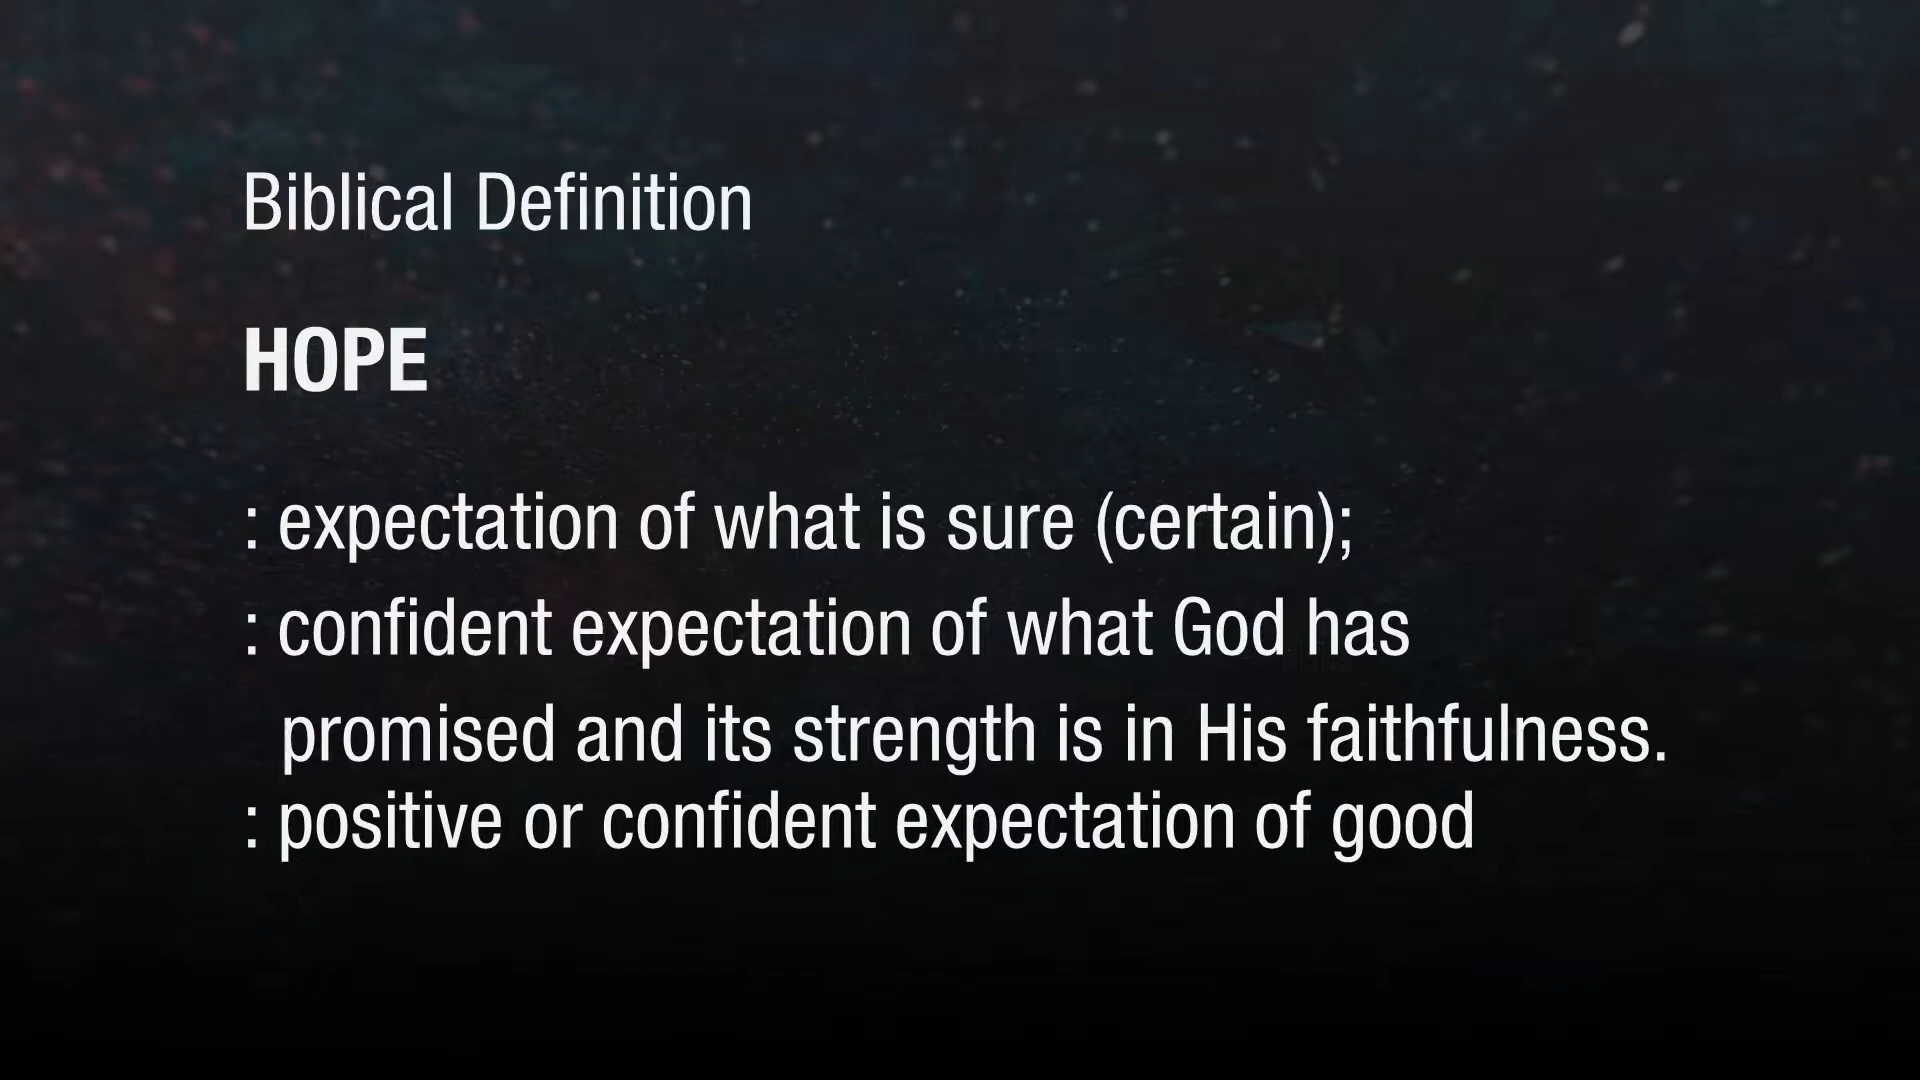 Biblical Definition
HOPE
: expectation of what is sure (certain);
: confident expectation of what God has
promised and its strength is in His faithfulness.
: positive or confident expectation of good